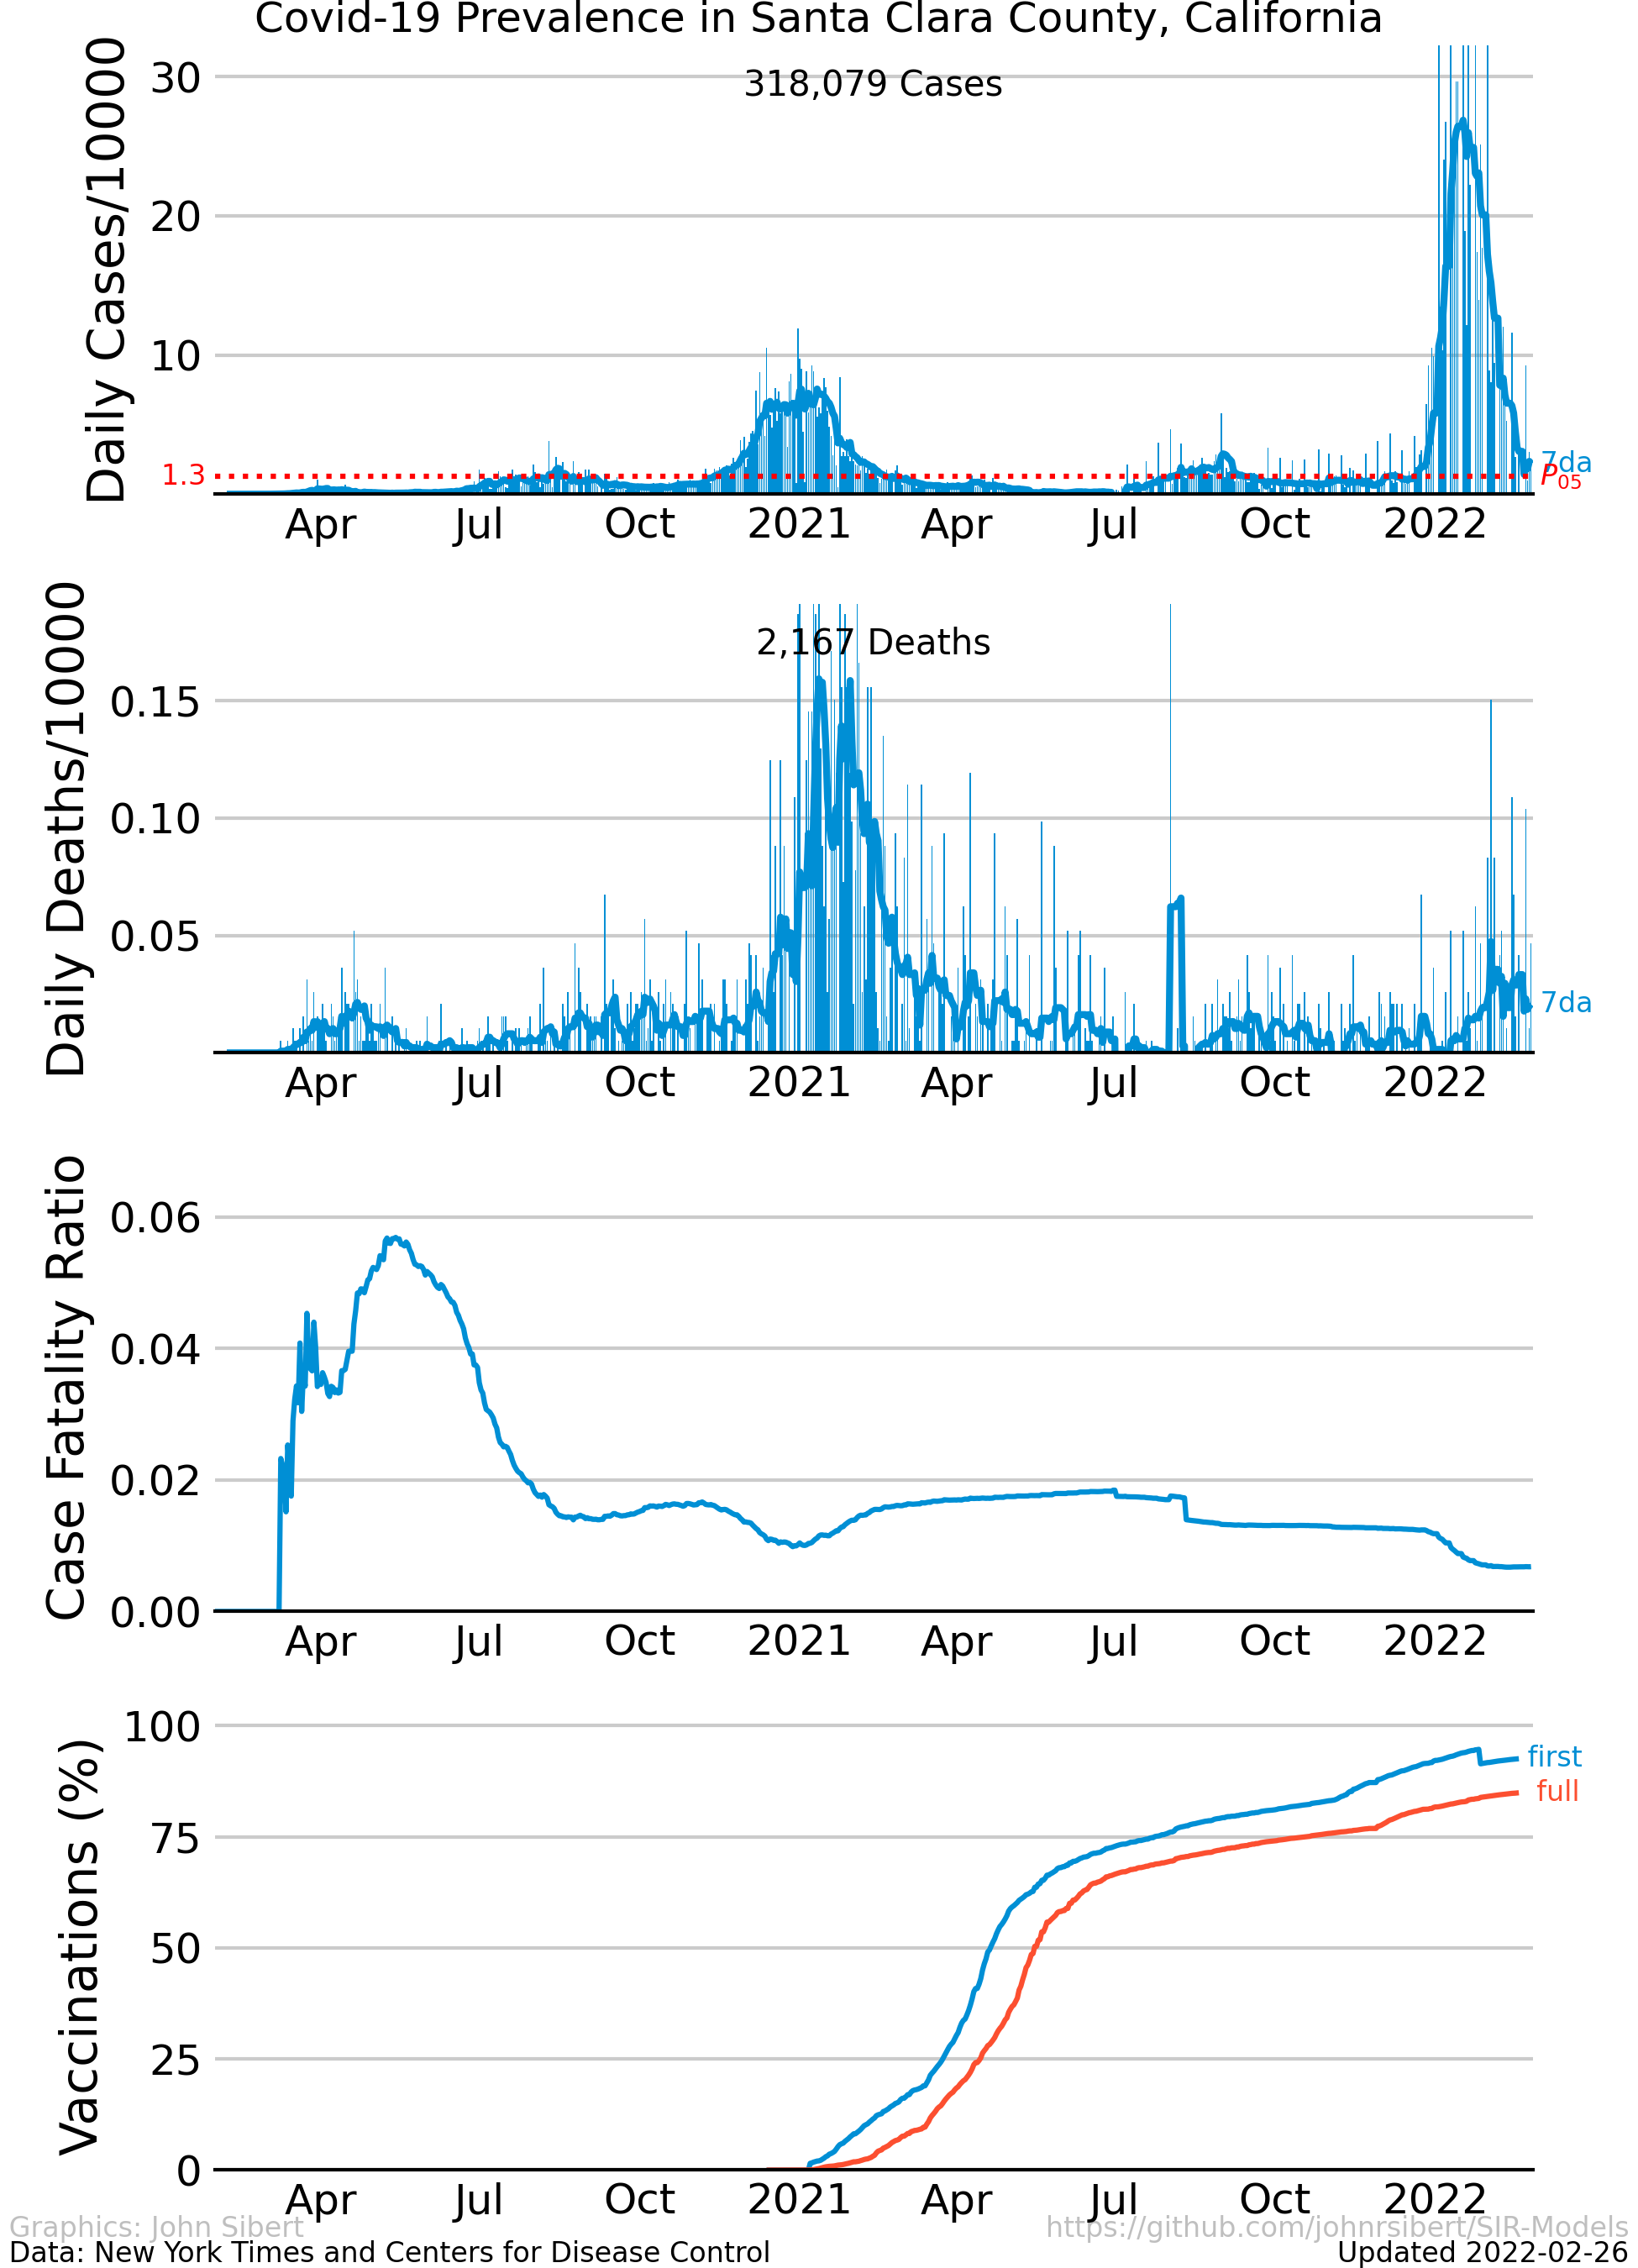 Covid-19 Prevalence in Santa Clara County, California
Daily Cases/10000
30
20
10
1.3
318,079 Cases
7da
P05
Apr Jul Oct 2021 Apr Jul Oct 2022
Daily Deaths/10000
0.15
0.10
0.05
2,167 Deaths
7da
Apr Jul Oct 2021 Apr Jul Oct 2022
Case Fatality Ratio
0.06
0.04
0.02
0.00
Apr Jul Oct 2021 Apr Jul Oct 2022
Vaccinations (%)
100
75
50
25
0
first
full
Apr Jul Oct 2021 Apr Jul Oct 2022
Graphics: John Sibert
https://github.com/johnrsibert/SIR-Models
Data: New York Times and Centers for Disease Control
Updated 2022-02-26